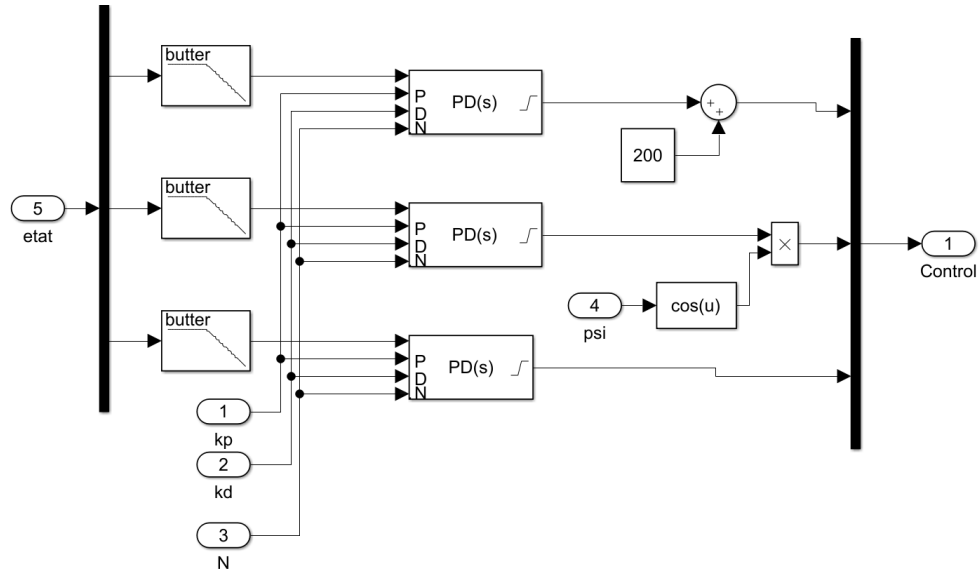 butter
P
D
N
PD(s)
+
+
200
5
etat
butter
P
D
N
PD(s)
×
1
Control
4
psi
cos(u)
butter
P
D
N
PD(s)
1
kp
2
kd
3
N